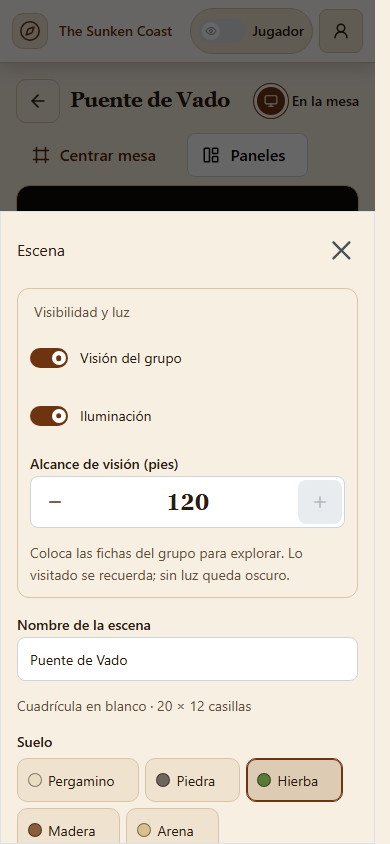 The Sunken Coast
Jugador
Puente de Vado
En la mesa
Centrar mesa
Paneles
Escena
Visibilidad y luz
Visión del grupo
Iluminación
Alcance de visión (pies)
− 120 +
Coloca las fichas del grupo para explorar. Lo
visitado se recuerda; sin luz queda oscuro.
Nombre de la escena
Puente de Vado
Cuadrícula en blanco · 20 × 12 casillas
Suelo
Pergamino
Piedra
Hierba
Madera
Arena